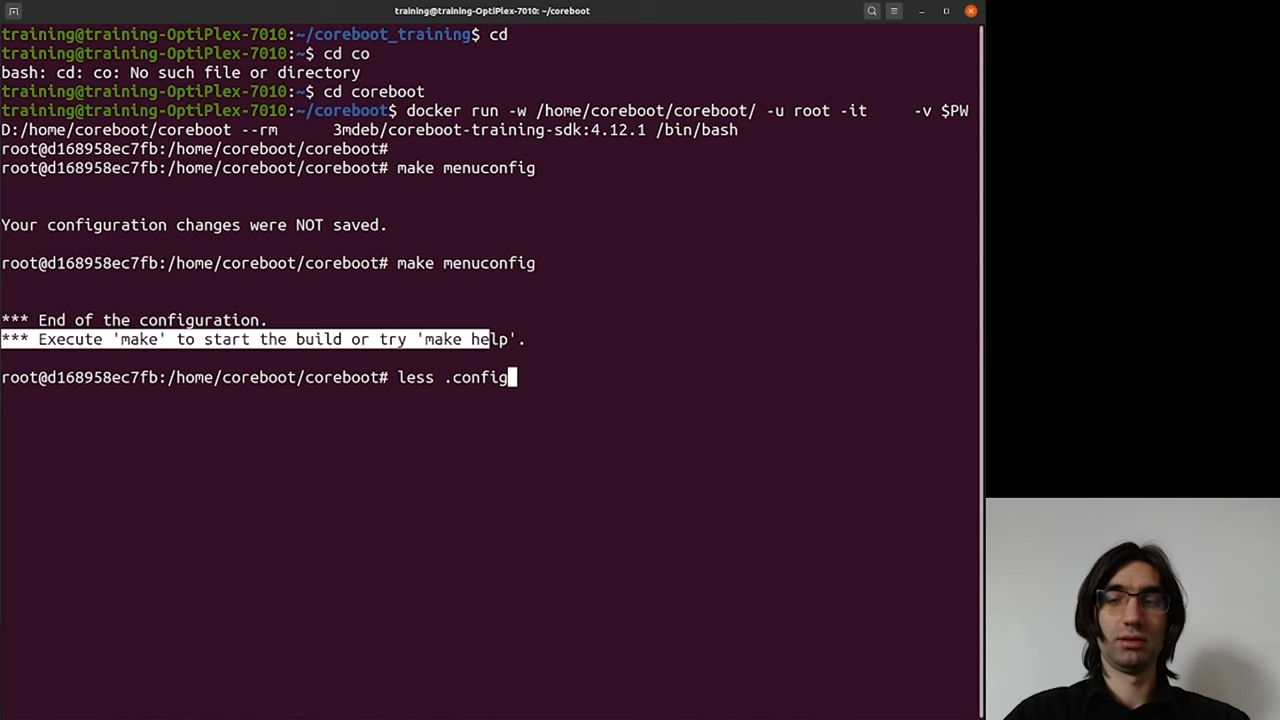 training@training-OptiPlex-7010: ~/coreboot
training@training-OptiPlex-7010:~/coreboot_training$ cd
training@training-OptiPlex-7010:~$ cd co
bash: cd: co: No such file or directory
training@training-OptiPlex-7010:~$ cd coreboot
training@training-OptiPlex-7010:~/coreboot$ docker run -w /home/coreboot/coreboot/ -u root -it     -v $PW
D:/home/coreboot/coreboot --rm      3mdeb/coreboot-training-sdk:4.12.1 /bin/bash
root@d168958ec7fb:/home/coreboot/coreboot#
root@d168958ec7fb:/home/coreboot/coreboot# make menuconfig
Your configuration changes were NOT saved.
root@d168958ec7fb:/home/coreboot/coreboot# make menuconfig
*** End of the configuration.
*** Execute 'make' to start the build or try 'make help'.
root@d168958ec7fb:/home/coreboot/coreboot# less .config